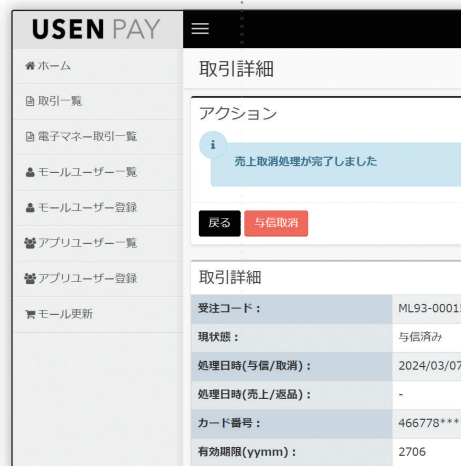 USEN PAY
ホーム
取引一覧
電子マネー取引一覧
モールユーザー一覧
モールユーザー登録
アプリユーザー一覧
アプリユーザー登録
モール更新
取引詳細
アクション
i
売上取消処理が完了しました
戻る 与信取消
取引詳細
受注コード： ML93-00015
現状態： 与信済み
処理日時(与信/取消)： 2024/03/07
処理日時(売上/返品)： -
カード番号： 466778***
有効期限(yymm)： 2706